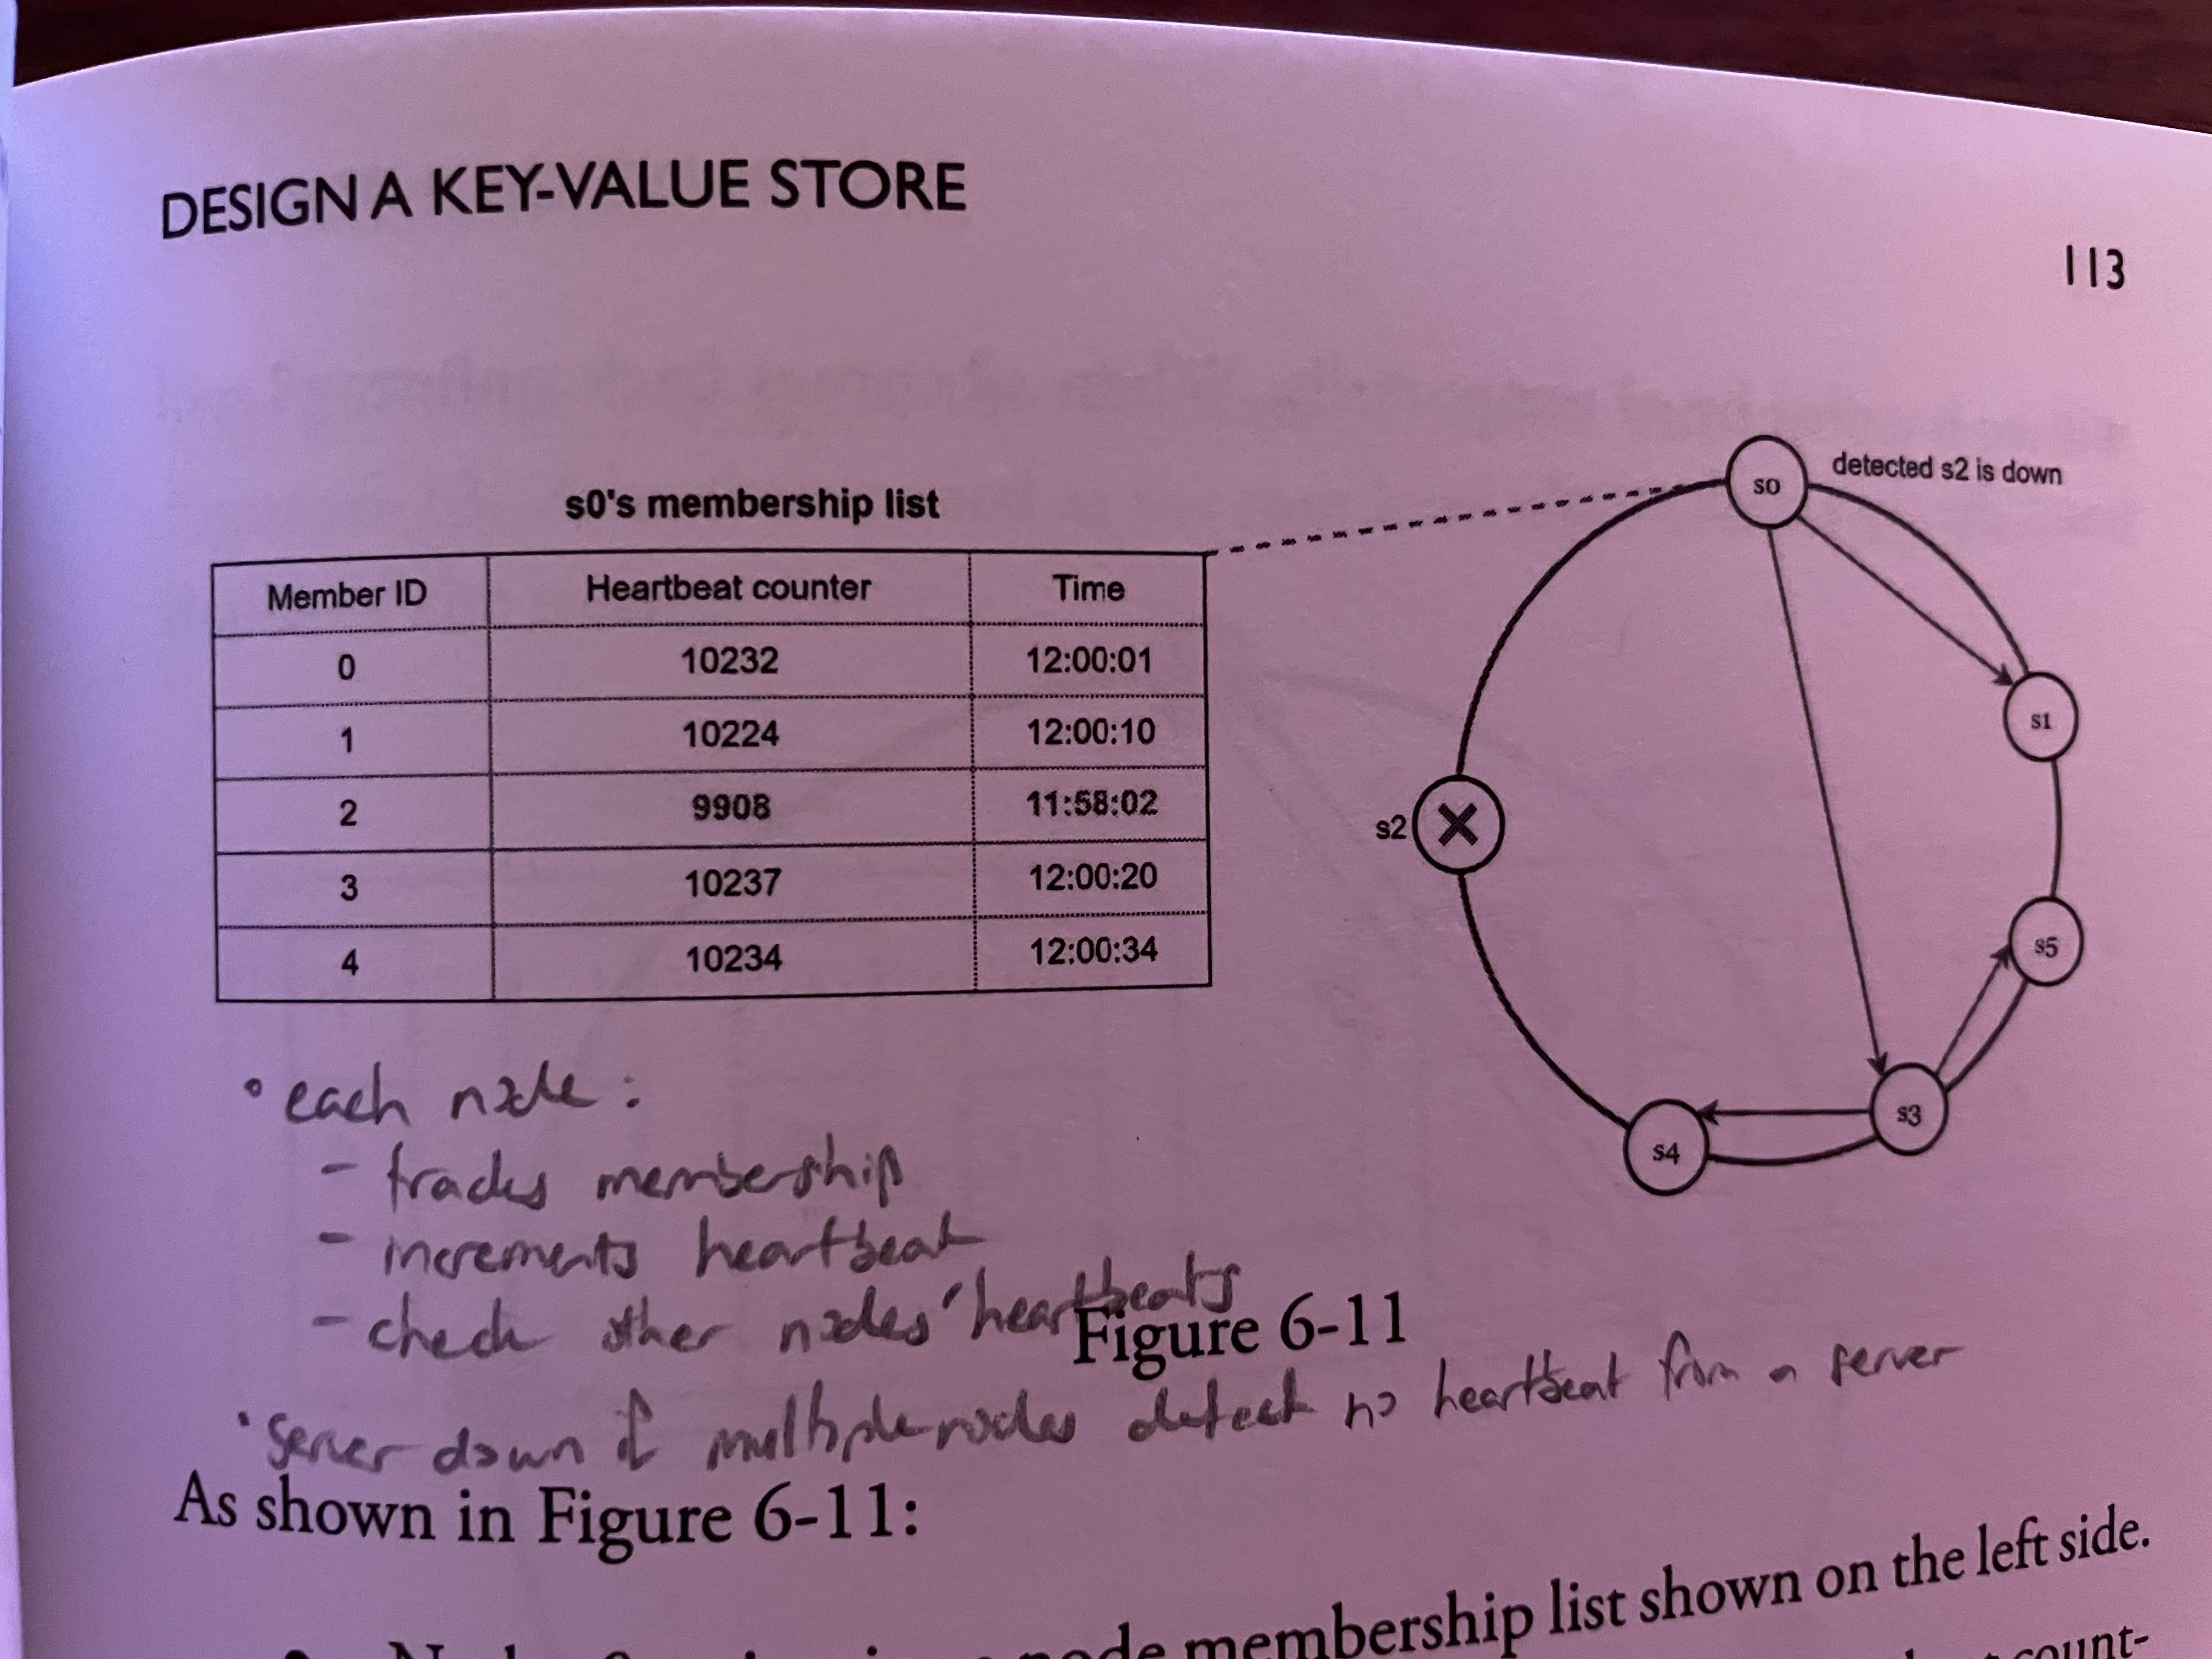 DESIGN A KEY-VALUE STORE
113
s0's membership list
Member ID Heartbeat counter Time
0 10232 12:00:01
1 10224 12:00:10
2 9908 11:58:02
3 10237 12:00:20
4 10234 12:00:34
s0
detected s2 is down
s1
s2
s5
s3
s4
• each node:
- tracks membership
- increments heartbeat
- check other nodes' heartbeats
Figure 6-11
• server down if multiple nodes detect no heartbeat from a server
As shown in Figure 6-11:
node membership list shown on the left side.
count-